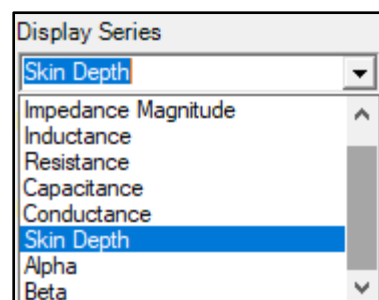 Display Series
Skin Depth
Impedance Magnitude
Inductance
Resistance
Capacitance
Conductance
Skin Depth
Alpha
Beta